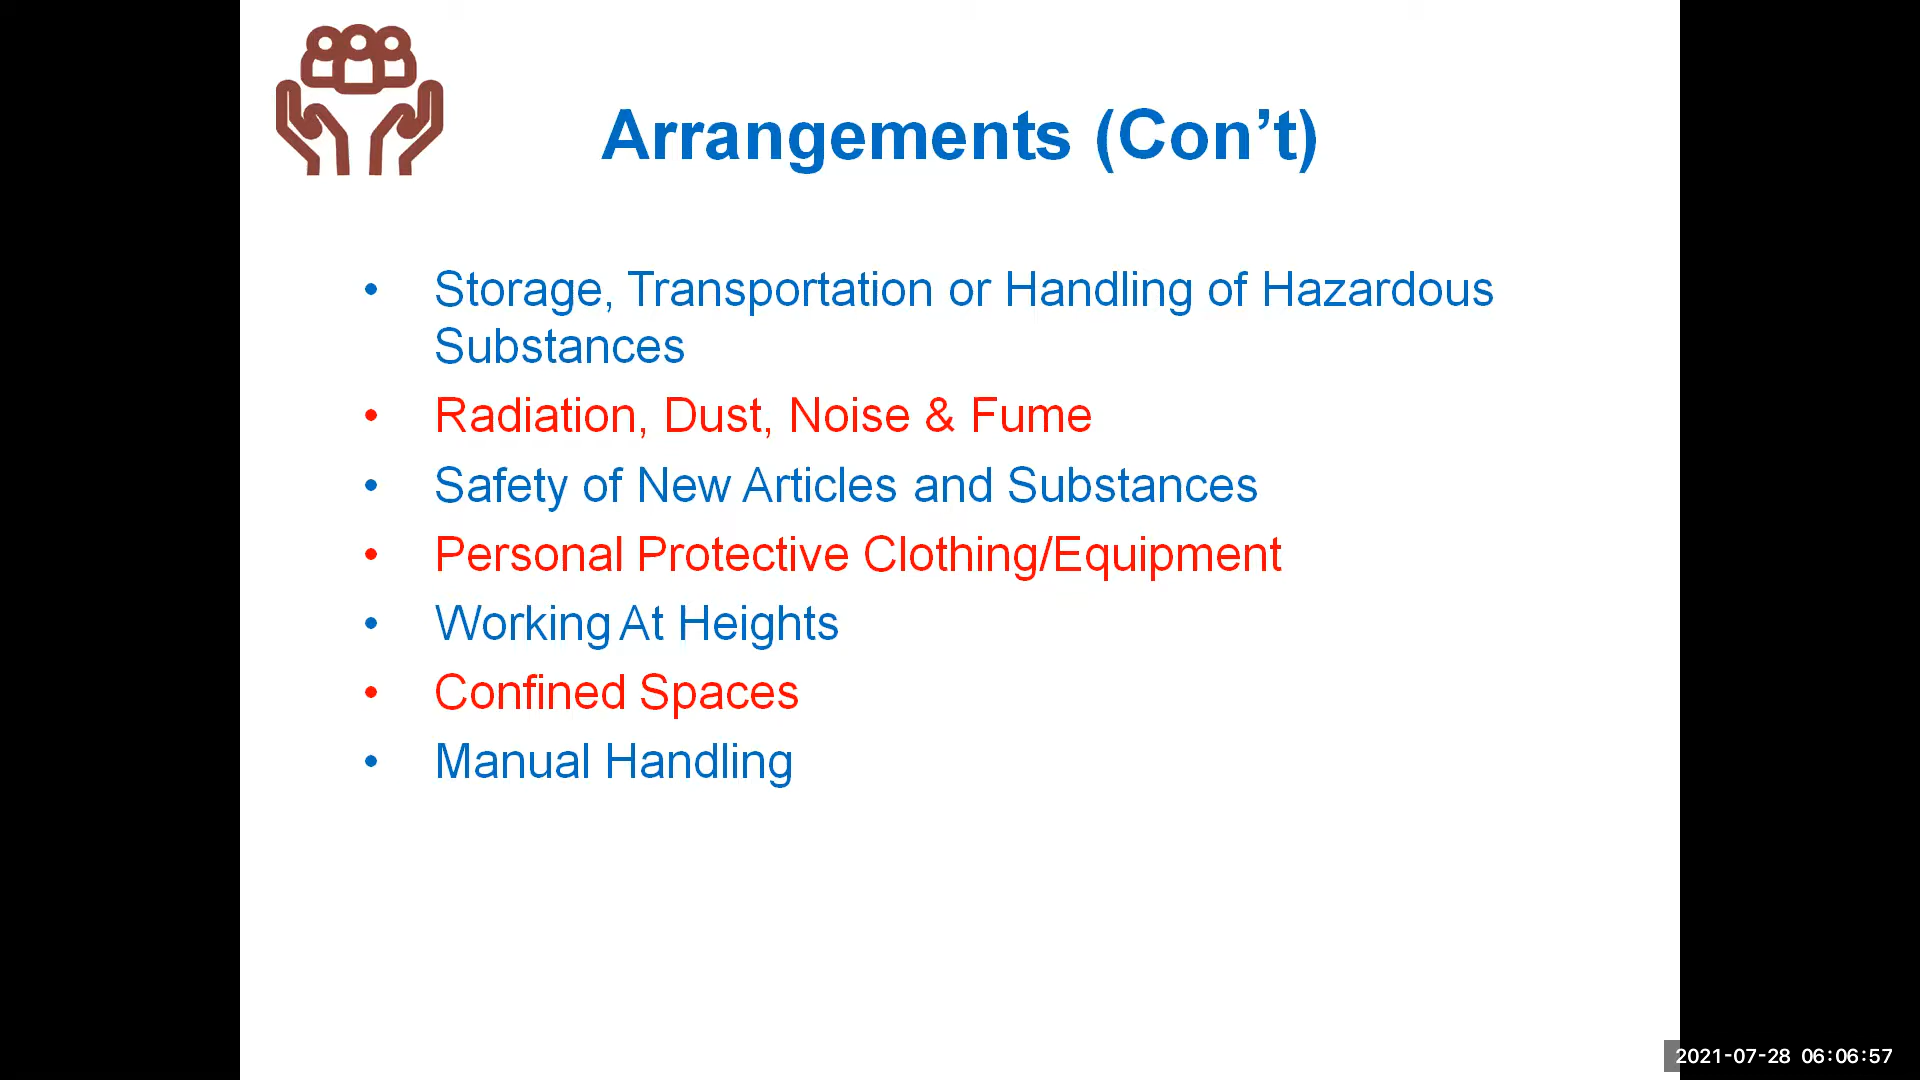 Arrangements (Con’t)
• Storage, Transportation or Handling of Hazardous
Substances
• Radiation, Dust, Noise & Fume
• Safety of New Articles and Substances
• Personal Protective Clothing/Equipment
• Working At Heights
• Confined Spaces
• Manual Handling
2021-07-28 06:06:57